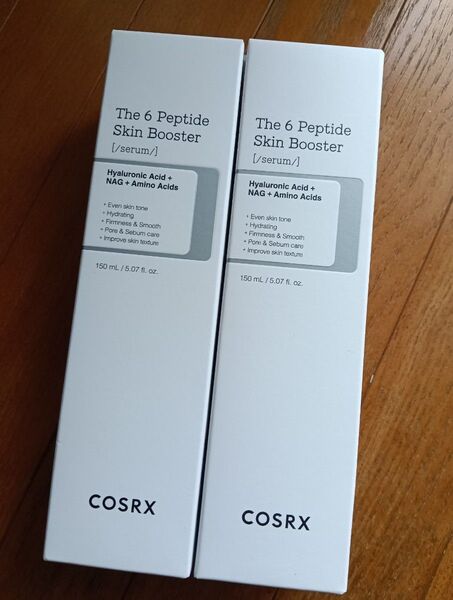 The 6 Peptide
Skin Booster
[/serum/]
Hyaluronic Acid +
NAG + Amino Acids
+ Even skin tone
+ Hydrating
+ Firmness & Smooth
+ Pore & Sebum care
+ Improve skin texture
150 mL / 5.07 fl. oz.
COSRX
The 6 Peptide
Skin Booster
[/serum/]
Hyaluronic Acid +
NAG + Amino Acids
+ Even skin tone
+ Hydrating
+ Firmness & Smooth
+ Pore & Sebum care
+ Improve skin texture
150 mL / 5.07 fl. oz.
COSRX